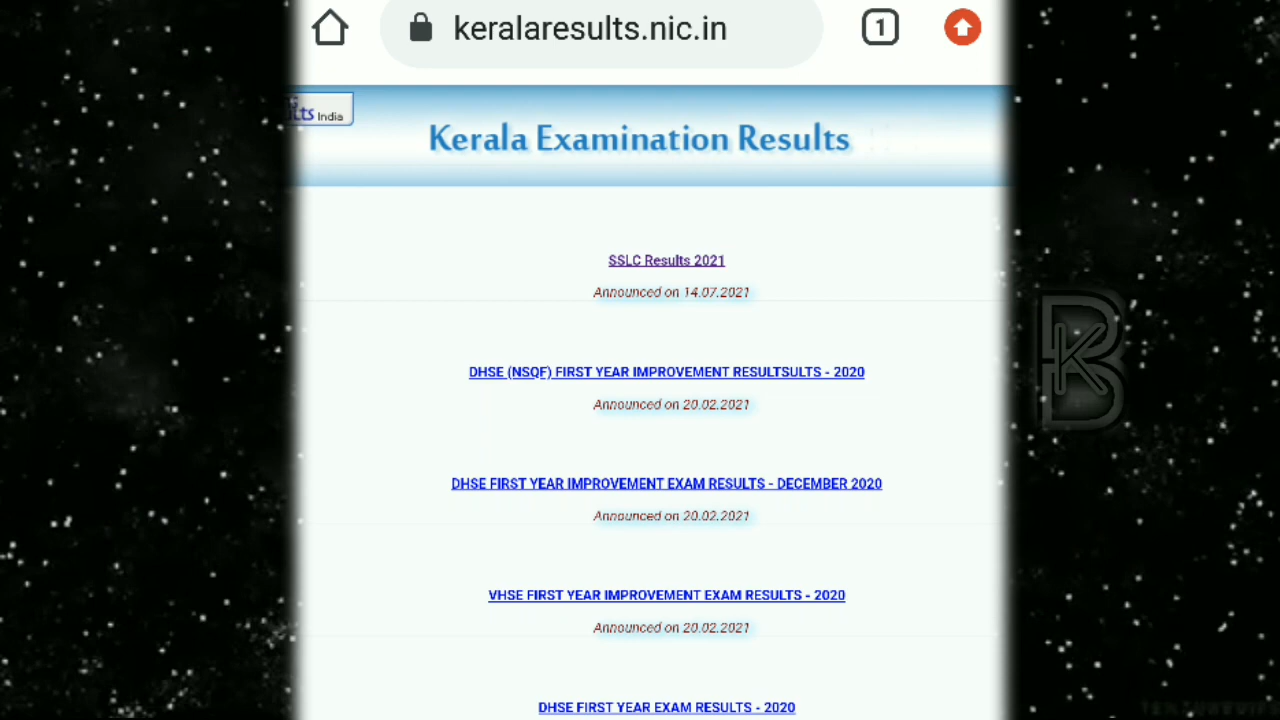 keralaresults.nic.in
1
India
Kerala Examination Results
SSLC Results 2021
Announced on 14.07.2021
DHSE (NSQF) FIRST YEAR IMPROVEMENT RESULTSULTS - 2020
Announced on 20.02.2021
DHSE FIRST YEAR IMPROVEMENT EXAM RESULTS - DECEMBER 2020
Announced on 20.02.2021
VHSE FIRST YEAR IMPROVEMENT EXAM RESULTS - 2020
Announced on 20.02.2021
DHSE FIRST YEAR EXAM RESULTS - 2020